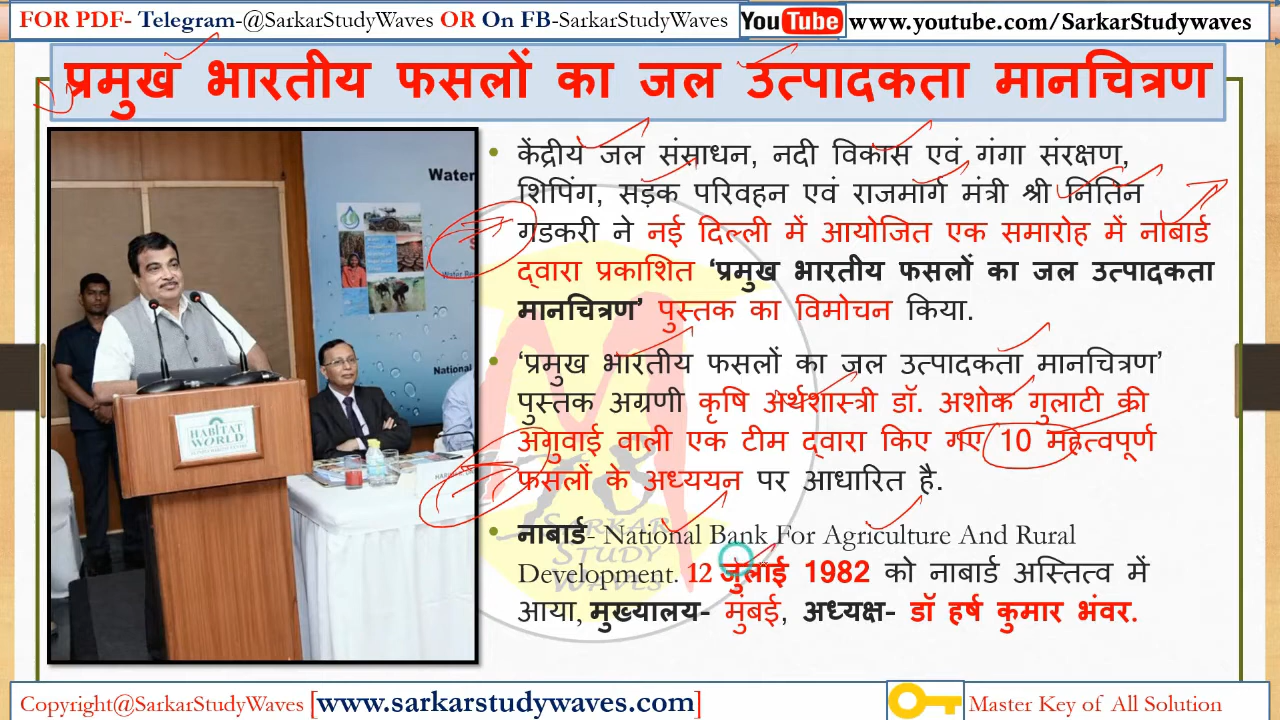 FOR PDF- Telegram-@SarkarStudyWaves OR On FB-SarkarStudyWaves
YouTube www.youtube.com/SarkarStudywaves
प्रमुख भारतीय फसलों का जल उत्पादकता मानचित्रण
Water
National
HABITAT
WORLD
• केंद्रीय जल संसाधन, नदी विकास एवं गंगा संरक्षण,
शिपिंग, सड़क परिवहन एवं राजमार्ग मंत्री श्री नितिन
गडकरी ने नई दिल्ली में आयोजित एक समारोह में नाबार्ड
द्वारा प्रकाशित ‘प्रमुख भारतीय फसलों का जल उत्पादकता
मानचित्रण’ पुस्तक का विमोचन किया.
• ‘प्रमुख भारतीय फसलों का जल उत्पादकता मानचित्रण’
पुस्तक अग्रणी कृषि अर्थशास्त्री डॉ. अशोक गुलाटी की
अगुवाई वाली एक टीम द्वारा किए गए 10 महत्वपूर्ण
फसलों के अध्ययन पर आधारित है.
• नाबार्ड- National Bank For Agriculture And Rural
Development. 12 जुलाई 1982 को नाबार्ड अस्तित्व में
आया, मुख्यालय- मुंबई, अध्यक्ष- डॉ हर्ष कुमार भंवर.
SARKAR
STUDY
WAVES
Copyright@SarkarStudyWaves [www.sarkarstudywaves.com]
Master Key of All Solution